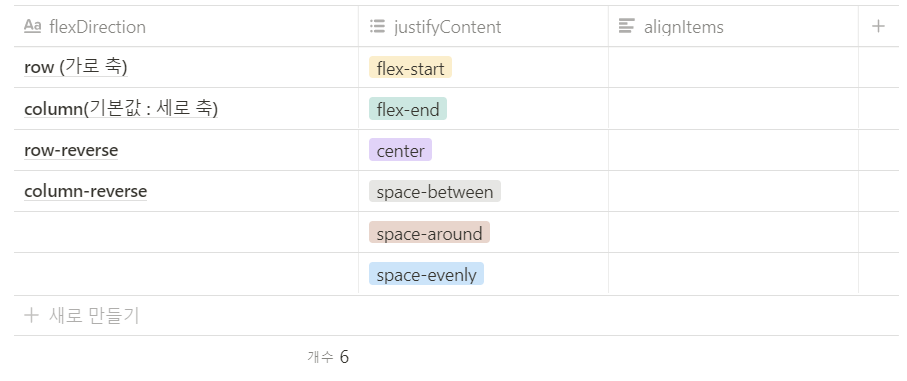 Aa flexDirection justifyContent alignItems
row (가로 축) flex-start
column(기본값 : 세로 축) flex-end
row-reverse center
column-reverse space-between
space-around
space-evenly
+ 새로 만들기
개수 6